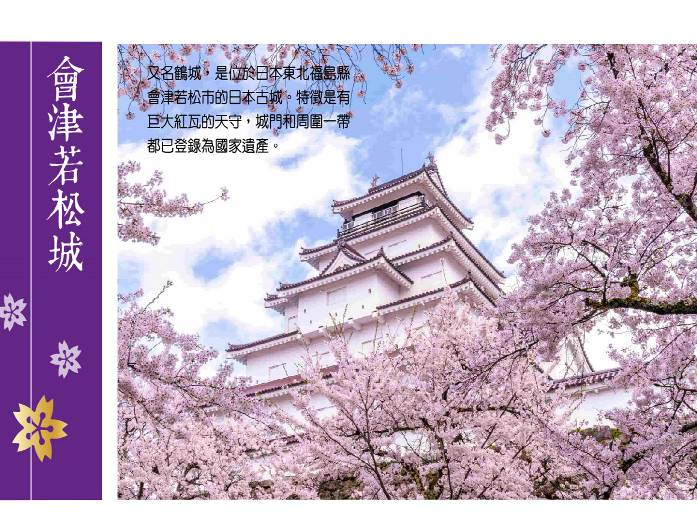 會津若松城
又名鶴城，是位於日本東北福島縣
會津若松市的日本古城。特徵是有
巨大紅瓦的天守，城門和周圍一帶
都已登錄為國家遺產。